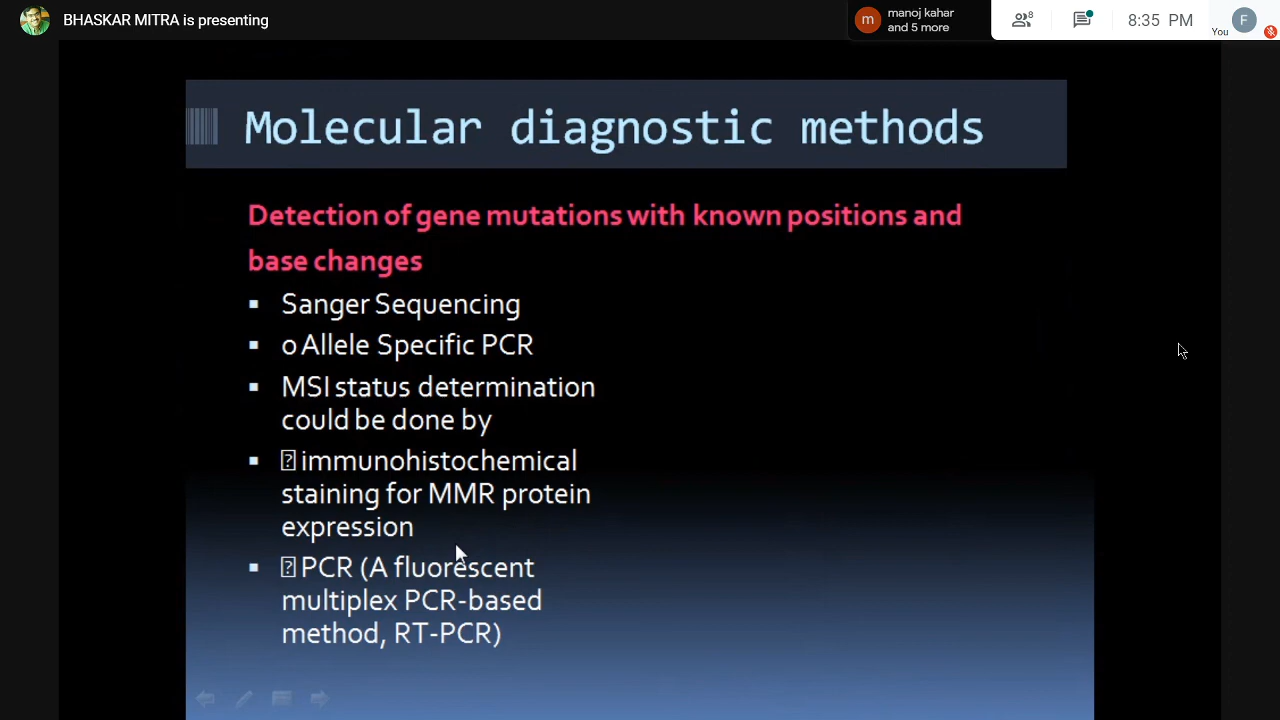 BHASKAR MITRA is presenting
m
manoj kahar
and 5 more
8
8:35 PM
You
F
Molecular diagnostic methods
Detection of gene mutations with known positions and
base changes
▪ Sanger Sequencing
▪ o Allele Specific PCR
▪ MSI status determination
could be done by
▪ ⍰ immunohistochemical
staining for MMR protein
expression
▪ ⍰ PCR (A fluorescent
multiplex PCR-based
method, RT-PCR)